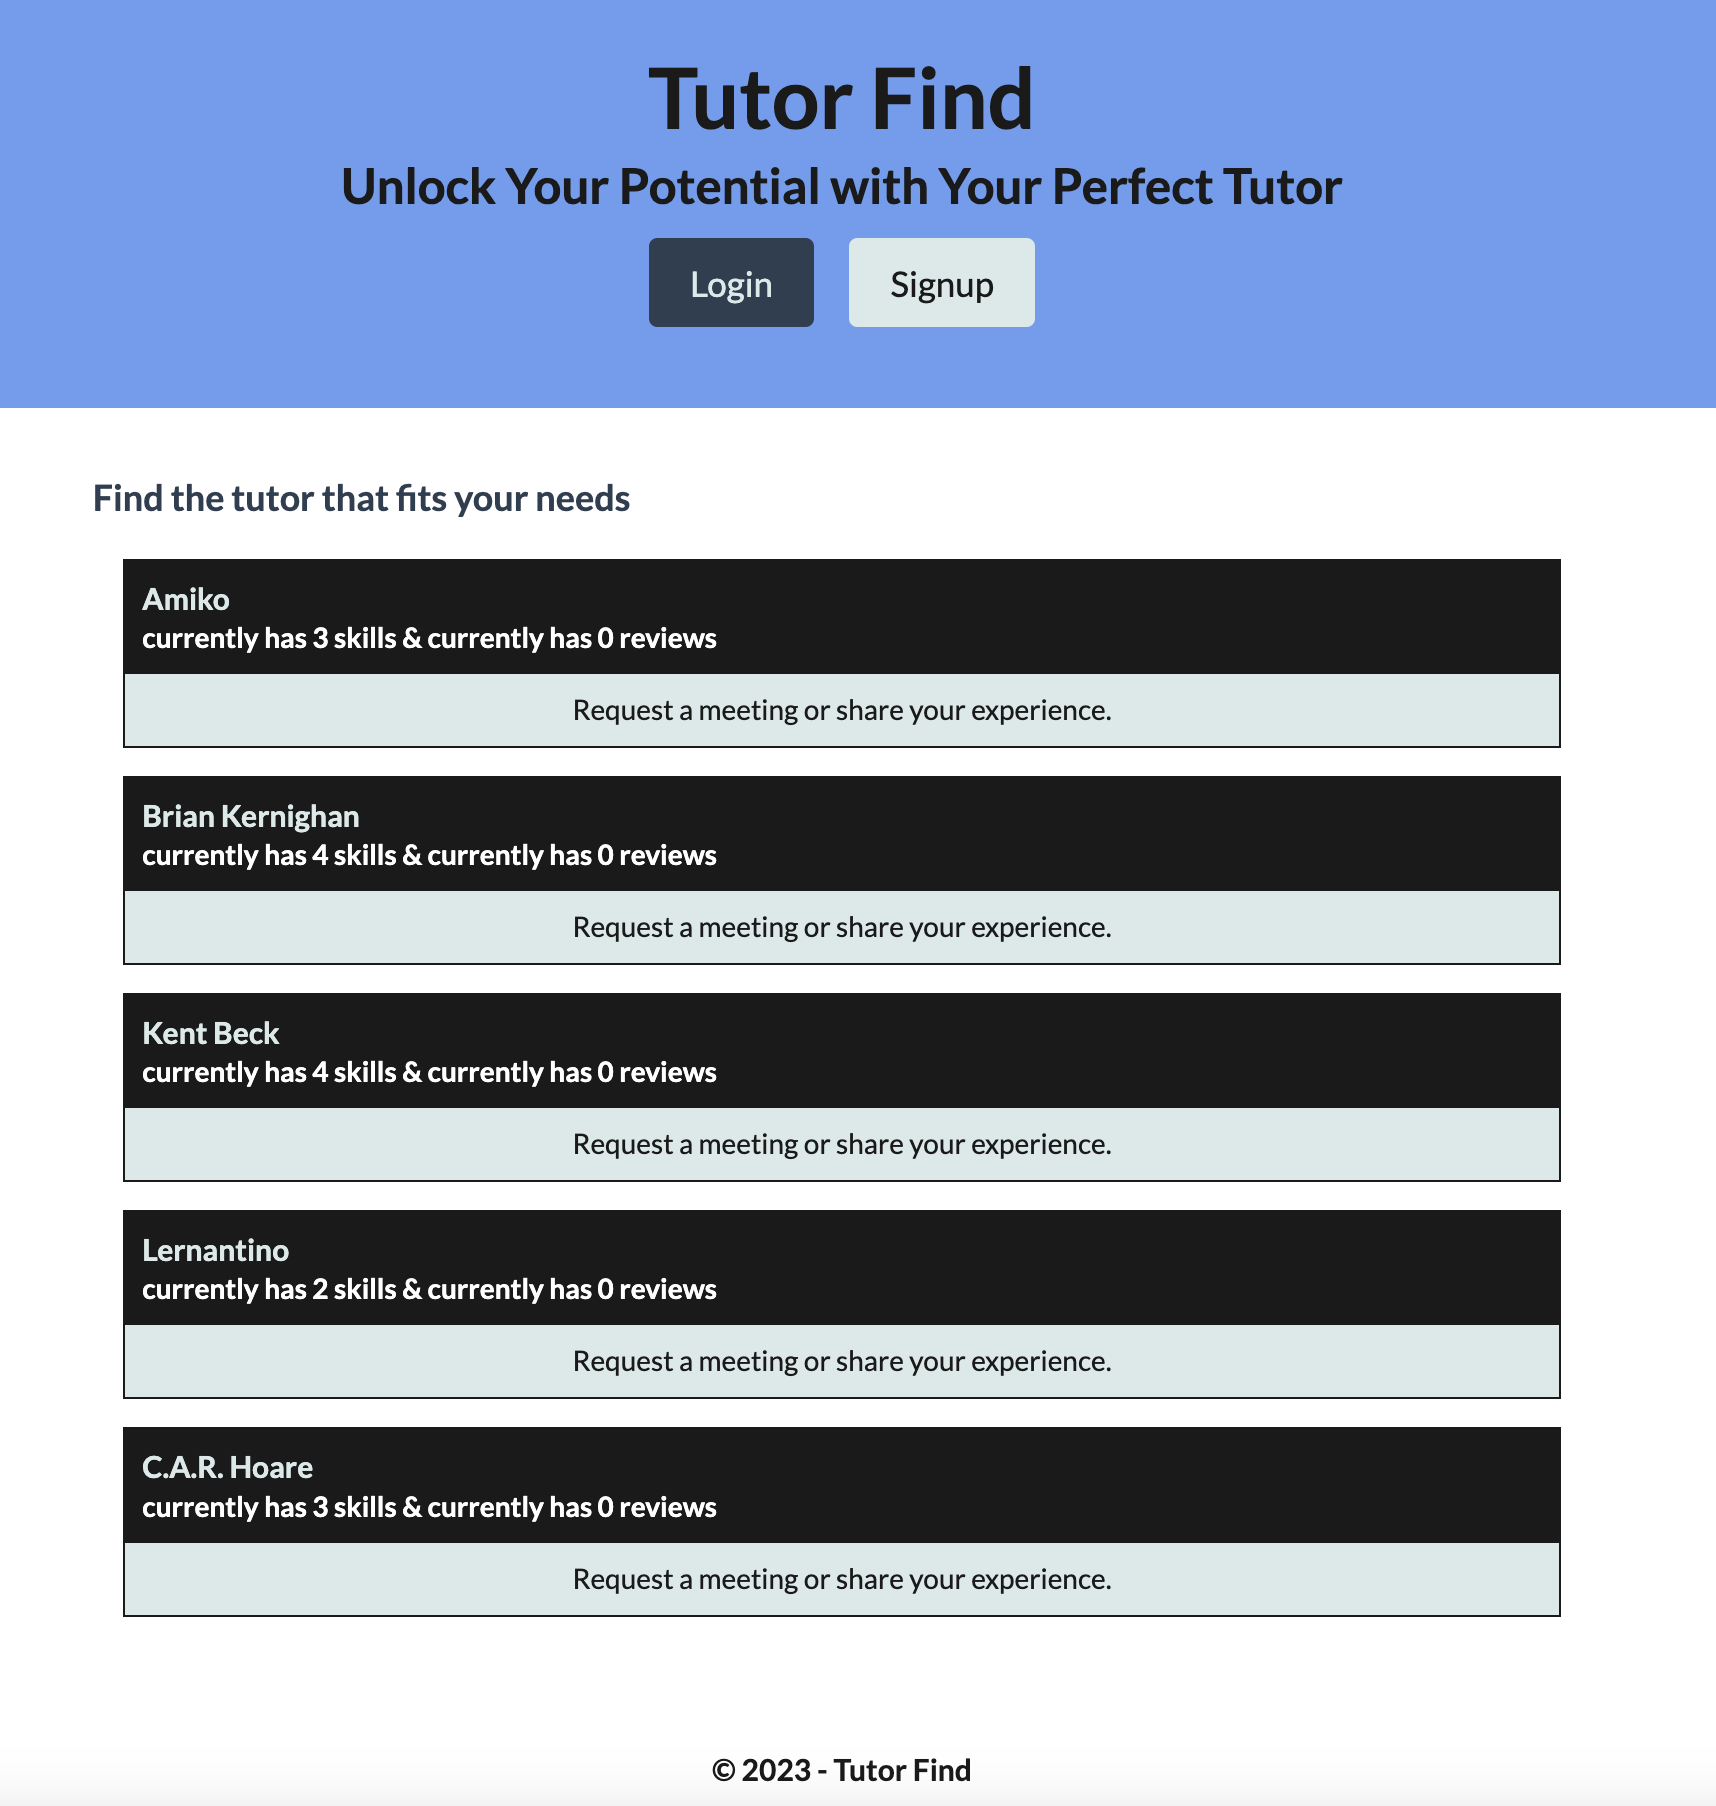 Tutor Find
Unlock Your Potential with Your Perfect Tutor
Login
Signup
Find the tutor that fits your needs
Amiko
currently has 3 skills & currently has 0 reviews
Request a meeting or share your experience.
Brian Kernighan
currently has 4 skills & currently has 0 reviews
Request a meeting or share your experience.
Kent Beck
currently has 4 skills & currently has 0 reviews
Request a meeting or share your experience.
Lernantino
currently has 2 skills & currently has 0 reviews
Request a meeting or share your experience.
C.A.R. Hoare
currently has 3 skills & currently has 0 reviews
Request a meeting or share your experience.
© 2023 - Tutor Find